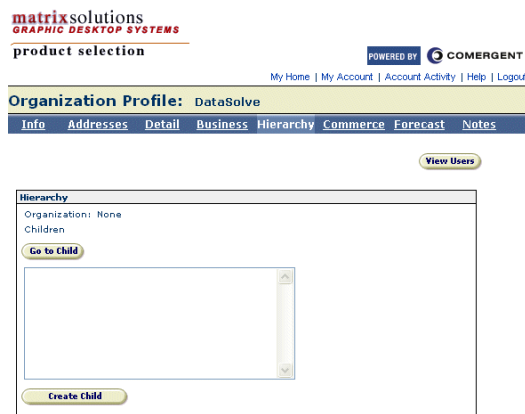 matrixsolutions
GRAPHIC DESKTOP SYSTEMS
product selection
POWERED BY COMERGENT
My Home | My Account | Account Activity | Help | Logout
Organization Profile: DataSolve
Info Addresses Detail Business Hierarchy Commerce Forecast Notes
View Users
Hierarchy
Organization: None
Children
Go to Child
Create Child